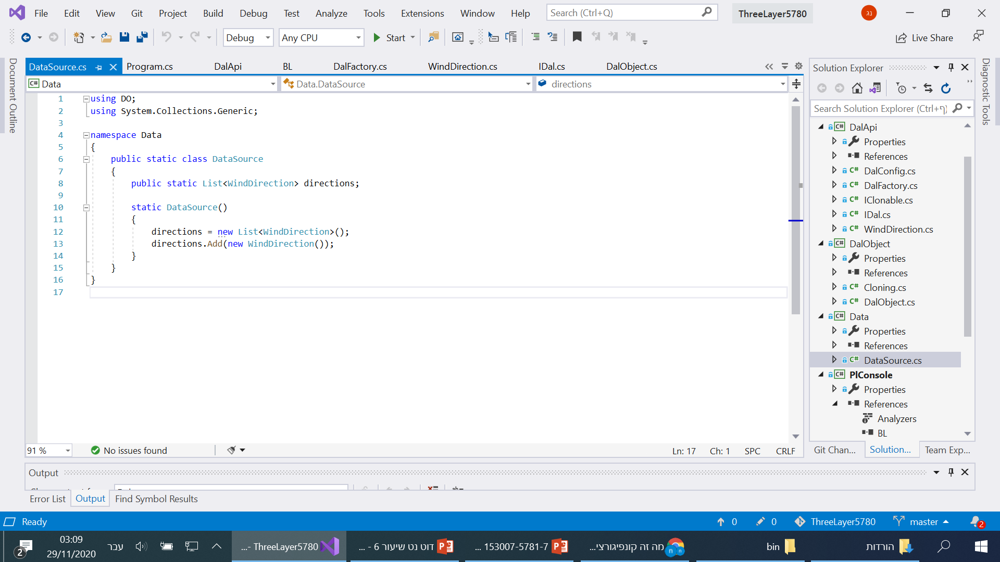 File Edit View Git Project Build Debug Test Analyze Tools Extensions Window Help Search (Ctrl+Q) ThreeLayer5780 נג
Debug Any CPU Start Live Share
Document Outline
DataSource.cs Program.cs DalApi BL DalFactory.cs WindDirection.cs IDal.cs DalObject.cs
Data Data.DataSource directions
1 using DO;
2 using System.Collections.Generic;
3
4 namespace Data
5 {
6 public static class DataSource
7 {
8 public static List<WindDirection> directions;
9
10 static DataSource()
11 {
12 directions = new List<WindDirection>();
13 directions.Add(new WindDirection());
14 }
15 }
16 }
17
91 % No issues found Ln: 17 Ch: 1 SPC CRLF
Solution Explorer
Search Solution Explorer (Ctrl+ף)
DalApi
Properties
References
DalConfig.cs
DalFactory.cs
IClonable.cs
IDal.cs
WindDirection.cs
DalObject
Properties
References
Cloning.cs
DalObject.cs
Data
Properties
References
DataSource.cs
PlConsole
Properties
References
Analyzers
BL
Git Chan... Solution... Team Exp...
Diagnostic Tools
Output
Error List Output Find Symbol Results
Ready 0 0 ThreeLayer5780 master 2
2 03:09 עבר ...- ThreeLayer5780 ... - 6 דוט נט שיעור ... 153007-5781-7 מה זה קונפיגורצי... bin הורדות
29/11/2020